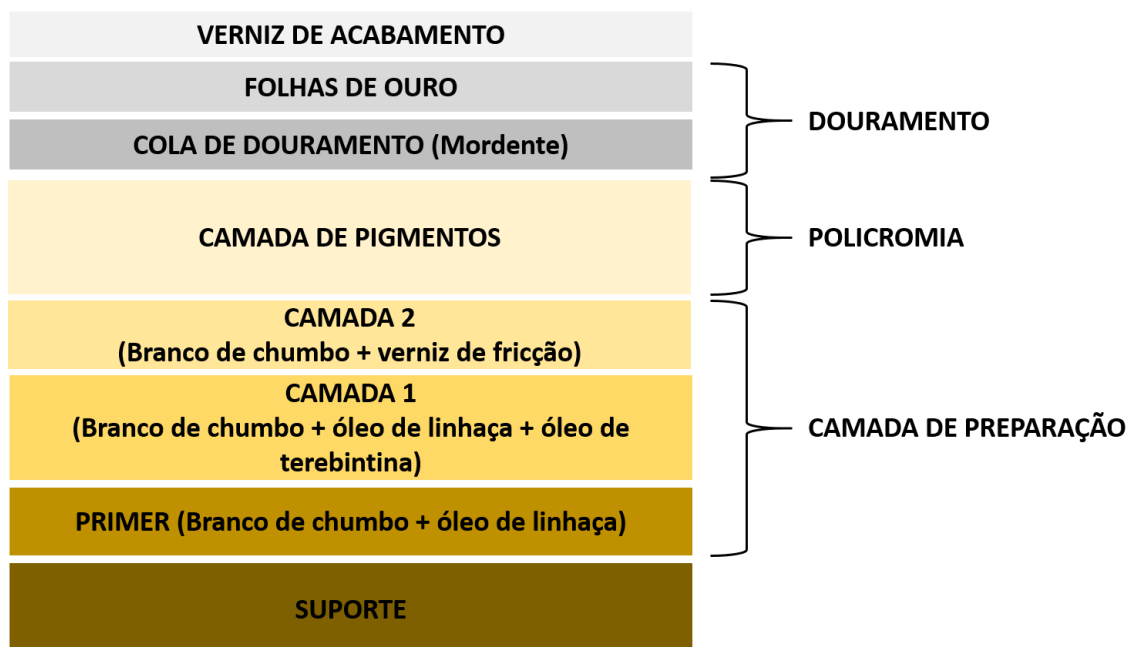 VERNIZ DE ACABAMENTO
FOLHAS DE OURO
COLA DE DOURAMENTO (Mordente)
DOURAMENTO
CAMADA DE PIGMENTOS
POLICROMIA
CAMADA 2
(Branco de chumbo + verniz de fricção)
CAMADA 1
(Branco de chumbo + óleo de linhaça + óleo de
terebintina)
PRIMER (Branco de chumbo + óleo de linhaça)
CAMADA DE PREPARAÇÃO
SUPORTE